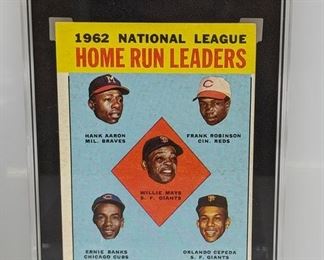 1962 NATIONAL LEAGUE
HOME RUN LEADERS
HANK AARON
MIL. BRAVES
FRANK ROBINSON
CIN. REDS
WILLIE MAYS
S. F. GIANTS
ERNIE BANKS
CHICAGO CUBS
ORLANDO CEPEDA
S. F. GIANTS